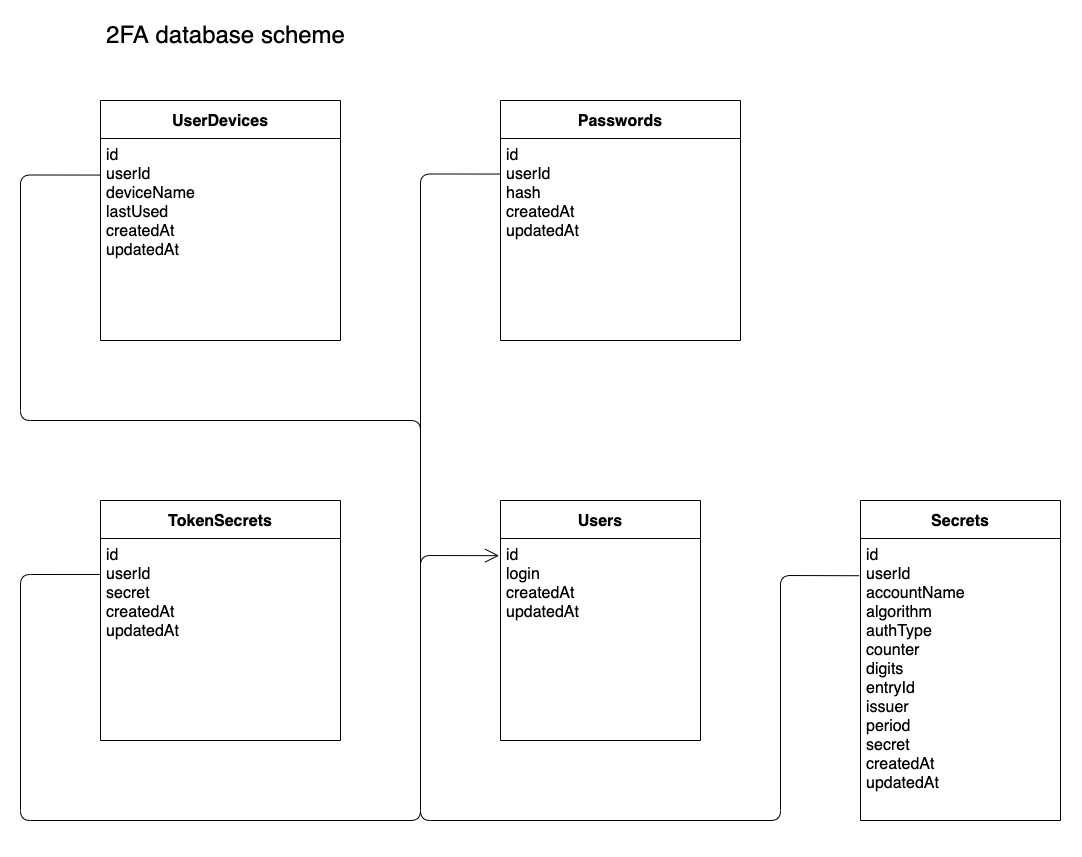 2FA database scheme
UserDevices
id
userId
deviceName
lastUsed
createdAt
updatedAt
Passwords
id
userId
hash
createdAt
updatedAt
TokenSecrets
id
userId
secret
createdAt
updatedAt
Users
id
login
createdAt
updatedAt
Secrets
id
userId
accountName
algorithm
authType
counter
digits
entryId
issuer
period
secret
createdAt
updatedAt